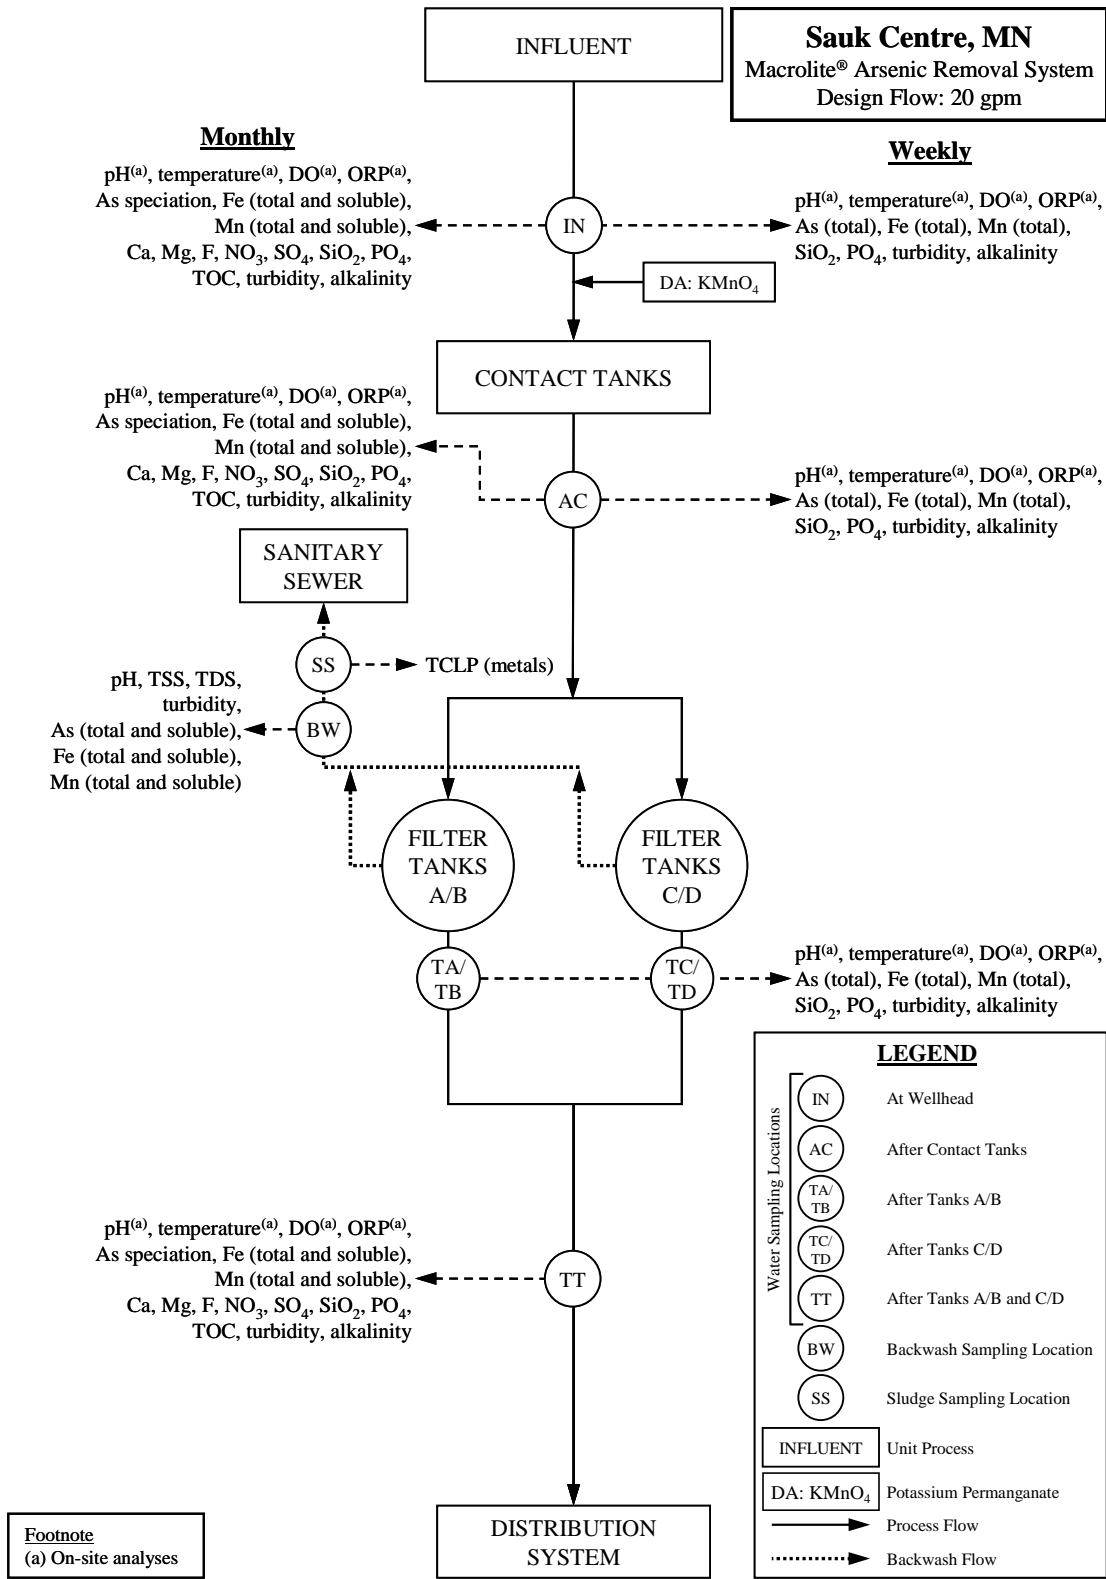 INFLUENT
Sauk Centre, MN
Macrolite® Arsenic Removal System
Design Flow: 20 gpm
Monthly
pH(a), temperature(a), DO(a), ORP(a),
As speciation, Fe (total and soluble),
Mn (total and soluble),
Ca, Mg, F, NO3, SO4, SiO2, PO4,
TOC, turbidity, alkalinity
IN
Weekly
pH(a), temperature(a), DO(a), ORP(a),
As (total), Fe (total), Mn (total),
SiO2, PO4, turbidity, alkalinity
DA: KMnO4
CONTACT TANKS
pH(a), temperature(a), DO(a), ORP(a),
As speciation, Fe (total and soluble),
Mn (total and soluble),
Ca, Mg, F, NO3, SO4, SiO2, PO4,
TOC, turbidity, alkalinity
AC
pH(a), temperature(a), DO(a), ORP(a),
As (total), Fe (total), Mn (total),
SiO2, PO4, turbidity, alkalinity
SANITARY
SEWER
SS
TCLP (metals)
pH, TSS, TDS,
turbidity,
As (total and soluble),
Fe (total and soluble),
Mn (total and soluble)
BW
FILTER
TANKS
A/B
FILTER
TANKS
C/D
TA/
TB
TC/
TD
pH(a), temperature(a), DO(a), ORP(a),
As (total), Fe (total), Mn (total),
SiO2, PO4, turbidity, alkalinity
pH(a), temperature(a), DO(a), ORP(a),
As speciation, Fe (total and soluble),
Mn (total and soluble),
Ca, Mg, F, NO3, SO4, SiO2, PO4,
TOC, turbidity, alkalinity
TT
DISTRIBUTION
SYSTEM
LEGEND
Water Sampling Locations
IN At Wellhead
AC After Contact Tanks
TA/
TB After Tanks A/B
TC/
TD After Tanks C/D
TT After Tanks A/B and C/D
BW Backwash Sampling Location
SS Sludge Sampling Location
INFLUENT Unit Process
DA: KMnO4 Potassium Permanganate
Process Flow
Backwash Flow
Footnote
(a) On-site analyses